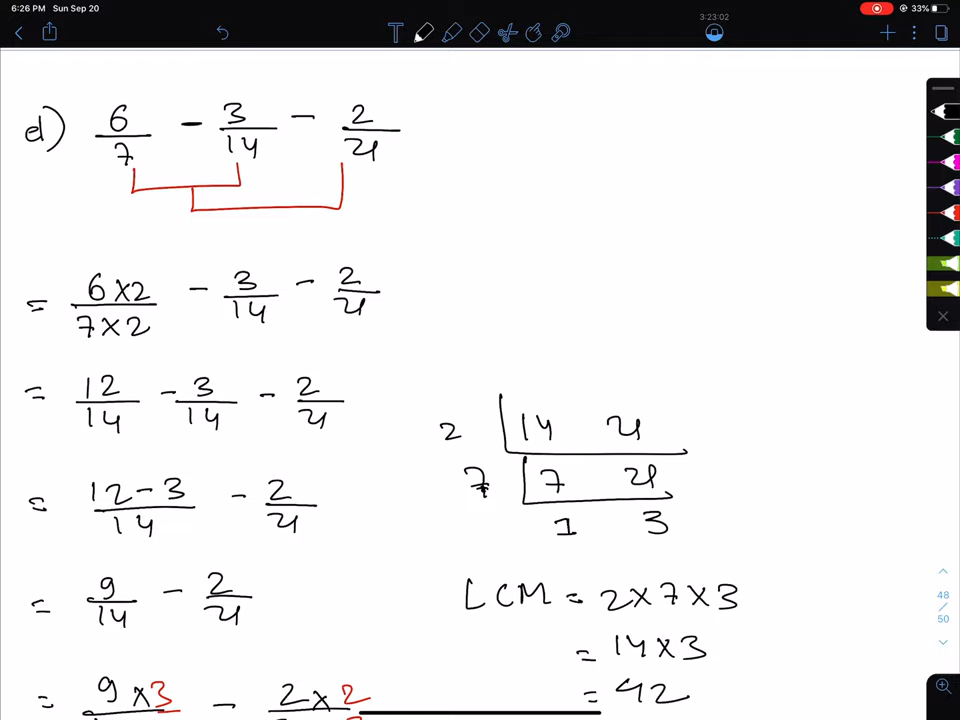 6:26 PM Sun Sep 20
3:23:02
33%
d) 6/7 - 3/14 - 2/21
= 6×2/7×2 - 3/14 - 2/21
= 12/14 - 3/14 - 2/21
= 12-3/14 - 2/21
= 9/14 - 2/21
= 9×3 - 2×2
2 14 21
7 7 21
1 3
LCM = 2×7×3
= 14×3
= 42
48
/
50